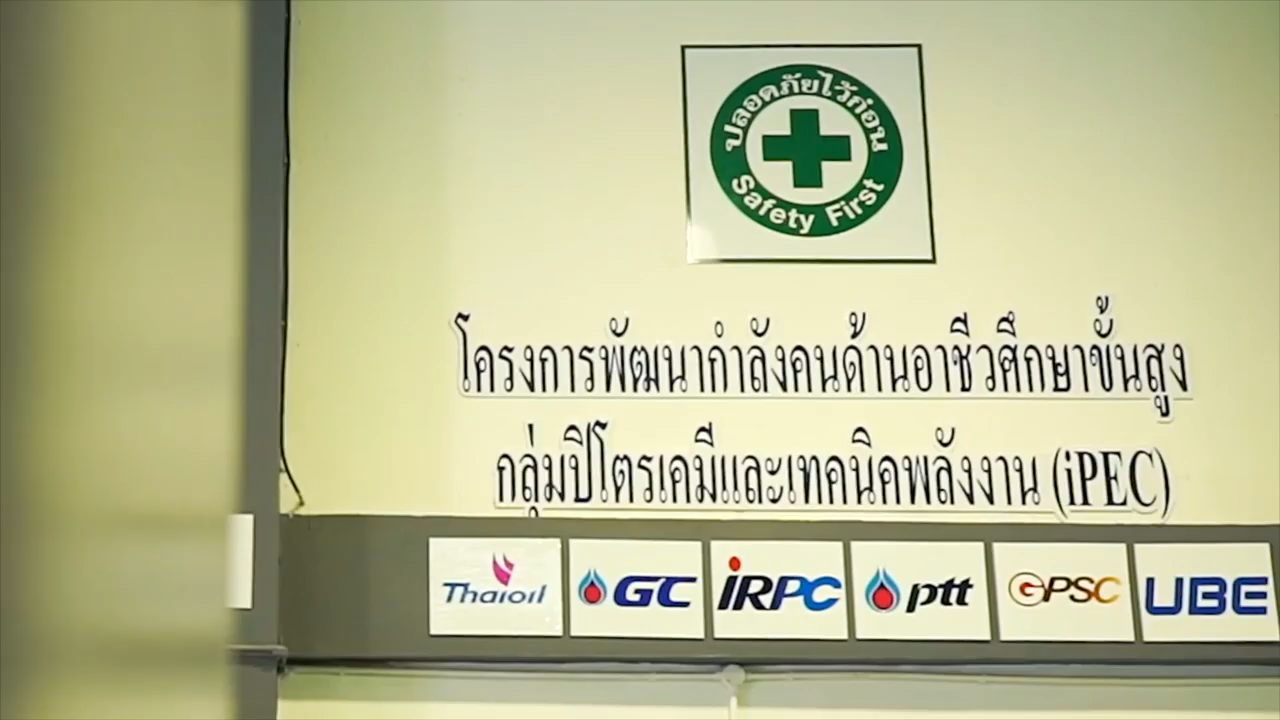 ปลอดภัยไว้ก่อน
Safety First
โครงการพัฒนากำลังคนด้านอาชีวศึกษาขั้นสูง
กลุ่มปิโตรเคมีและเทคนิคพลังงาน (iPEC)
Thaioil GC iRPC ptt GPSC UBE